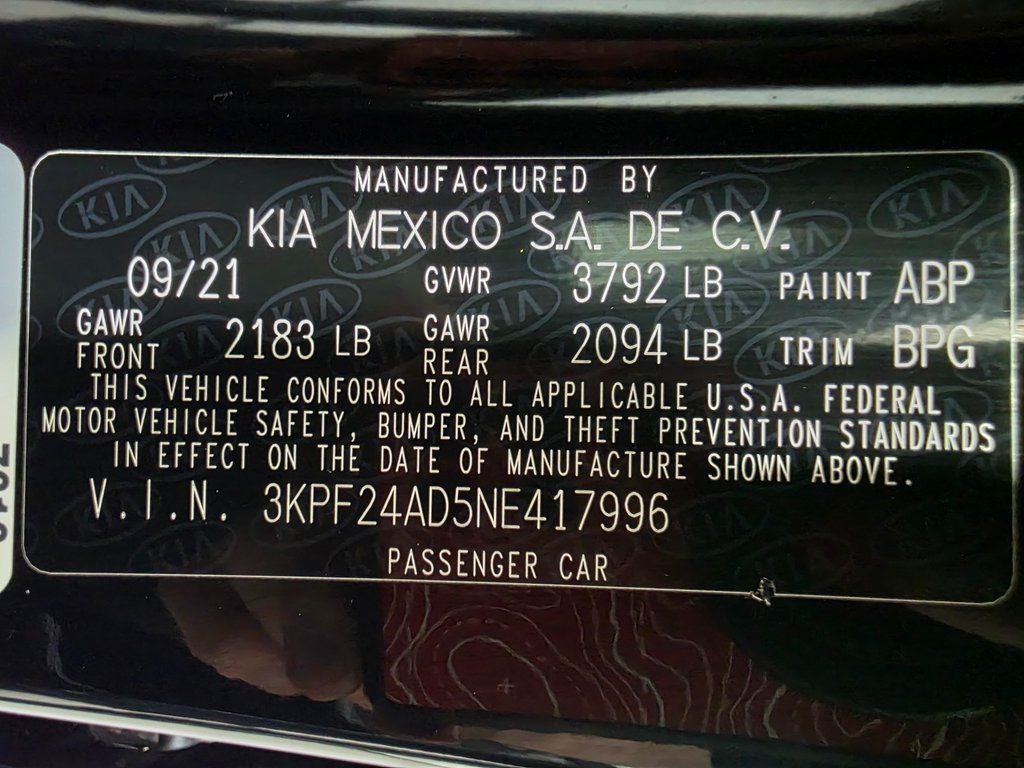 MANUFACTURED BY
KIA MEXICO S.A. DE C.V.
09/21 GVWR 3792 LB PAINT ABP
GAWR FRONT 2183 LB GAWR REAR 2094 LB TRIM BPG
THIS VEHICLE CONFORMS TO ALL APPLICABLE U.S.A. FEDERAL
MOTOR VEHICLE SAFETY, BUMPER, AND THEFT PREVENTION STANDARDS
IN EFFECT ON THE DATE OF MANUFACTURE SHOWN ABOVE.
V.I.N. 3KPF24AD5NE417996
PASSENGER CAR